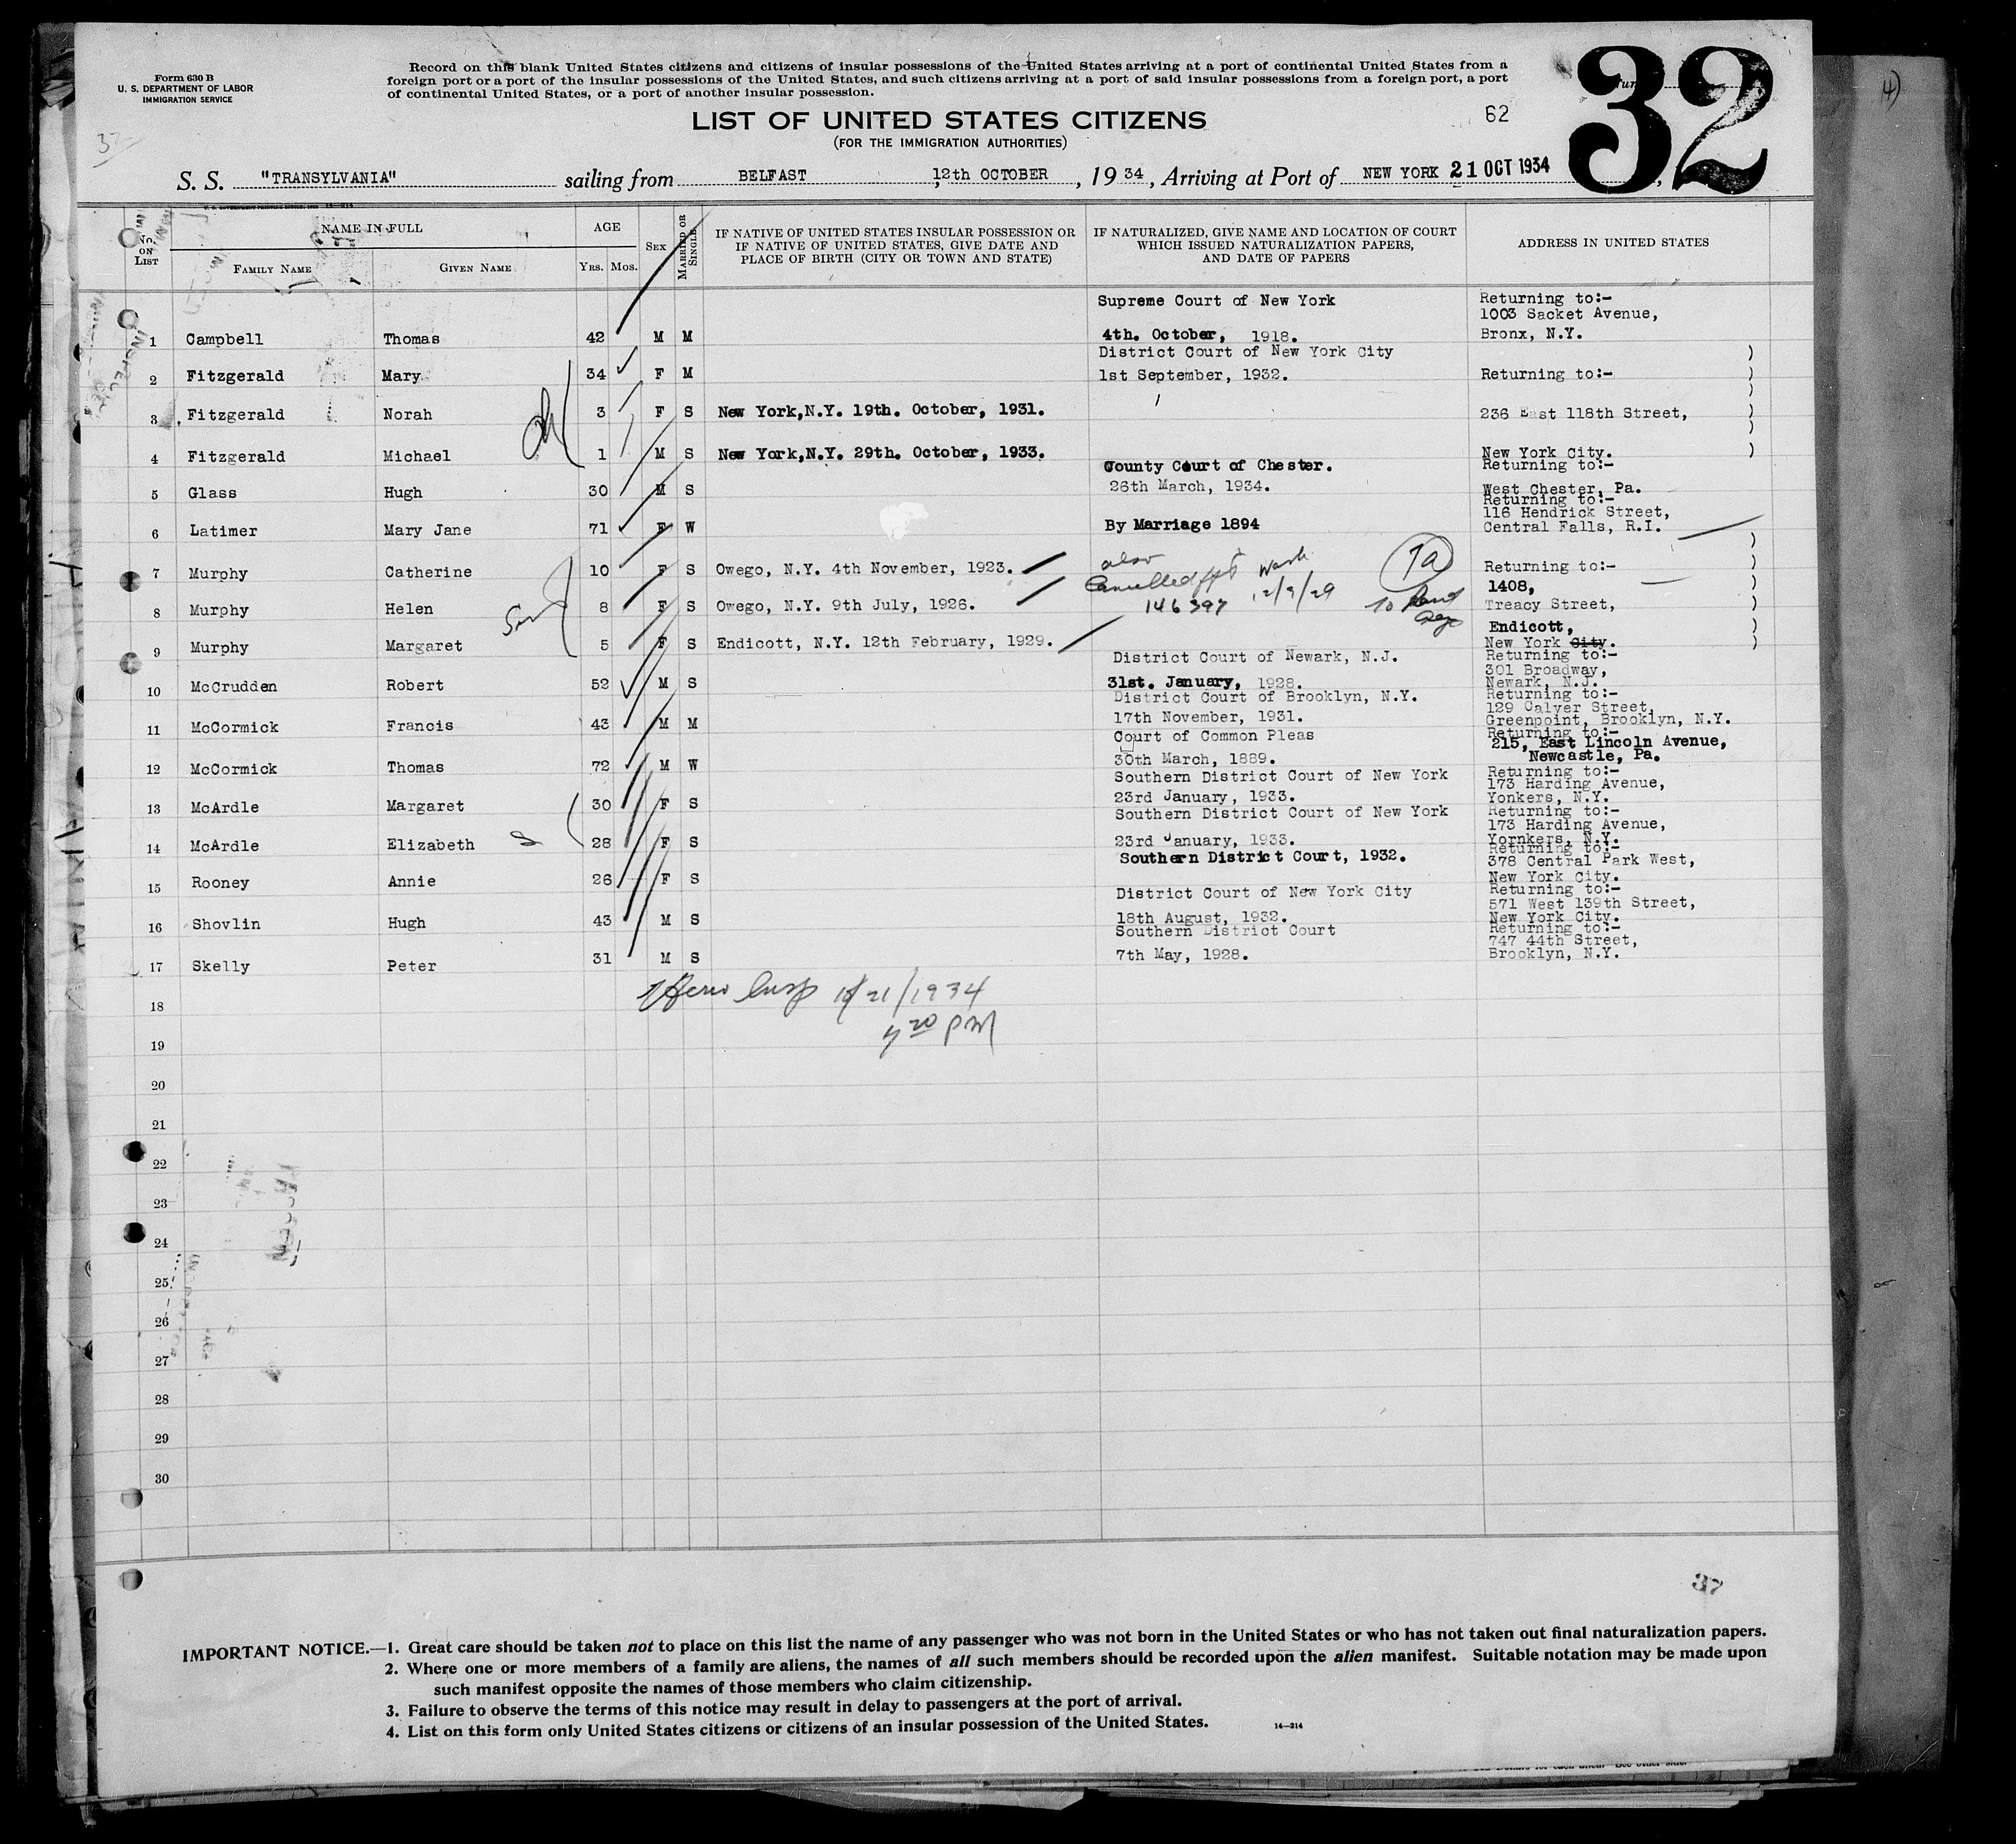 Form 630 B
U. S. DEPARTMENT OF LABOR
IMMIGRATION SERVICE
Record on this blank United States citizens and citizens of insular possessions of the United States arriving at a port of continental United States from a
foreign port or a port of the insular possessions of the United States, and such citizens arriving at a port of said insular possessions from a foreign port, a port
of continental United States, or a port of another insular possession.
32
32
62
LIST OF UNITED STATES CITIZENS
(FOR THE IMMIGRATION AUTHORITIES)
S. S. "TRANSYLVANIA" sailing from BELFAST, 12th OCTOBER, 1934, Arriving at Port of NEW YORK 21 OCT 1934
No. ON LIST
NAME IN FULL
FAMILY NAME GIVEN NAME
AGE
YRS. MOS.
SEX
MARRIED OR SINGLE
IF NATIVE OF UNITED STATES INSULAR POSSESSION OR
IF NATIVE OF UNITED STATES, GIVE DATE AND
PLACE OF BIRTH (CITY OR TOWN AND STATE)
IF NATURALIZED, GIVE NAME AND LOCATION OF COURT
WHICH ISSUED NATURALIZATION PAPERS,
AND DATE OF PAPERS
ADDRESS IN UNITED STATES
Supreme Court of New York Returning to:-
1003 Sacket Avenue,
1 Campbell Thomas 42 M M 4th. October, 1918. Bronx, N.Y.
District Court of New York City
2 Fitzgerald Mary 34 F M 1st September, 1932. Returning to:-
3 Fitzgerald Norah 3 F S New York,N.Y. 19th. October, 1931. 236 East 118th Street,
4 Fitzgerald Michael 1 M S New York,N.Y. 29th. October, 1933. New York City.
County Court of Chester. Returning to:-
5 Glass Hugh 30 M S 26th March, 1934. West Chester, Pa.
Returning to:-
116 Hendrick Street,
6 Latimer Mary Jane 71 F W By Marriage 1894 Central Falls, R.I.
7 Murphy Catherine 10 F S Owego, N.Y. 4th November, 1923. also Returning to:-
Cancelled ppt Wash 1408,
8 Murphy Helen 8 F S Owego, N.Y. 9th July, 1926. 146397 12/9/29 Treacy Street,
Endicott,
9 Murphy Margaret 5 F S Endicott, N.Y. 12th February, 1929. New York City.
District Court of Newark, N.J. Returning to:-
301 Broadway,
10 McCrudden Robert 52 M S 31st. January, 1928. Newark, N.J.
District Court of Brooklyn, N.Y. Returning to:-
129 Calyer Street,
11 McCormick Francis 43 M M 17th November, 1931. Greenpoint, Brooklyn, N.Y.
Court of Common Pleas Returning to:-
215, East Lincoln Avenue,
Newcastle, Pa.
12 McCormick Thomas 72 M W 30th March, 1889.
Southern District Court of New York Returning to:-
173 Harding Avenue,
13 McArdle Margaret 30 F S 23rd January, 1933. Yonkers, N.Y.
Southern District Court of New York Returning to:-
173 Harding Avenue,
14 McArdle Elizabeth 28 F S 23rd January, 1933. Yornkers, N.Y.
Southern District Court, 1932. Returning to:-
378 Central Park West,
15 Rooney Annie 26 F S New York City.
District Court of New York City Returning to:-
571 West 139th Street,
16 Shovlin Hugh 43 M S 18th August, 1932. New York City.
Southern District Court Returning to:-
747 44th Street,
17 Skelly Peter 31 M S 7th May, 1928. Brooklyn, N.Y.
Insp 10/21/1934
18
19
20
21
22
23
24
25
26
27
28
29
30
37
IMPORTANT NOTICE.—1. Great care should be taken not to place on this list the name of any passenger who was not born in the United States or who has not taken out final naturalization papers.
2. Where one or more members of a family are aliens, the names of all such members should be recorded upon the alien manifest. Suitable notation may be made upon
such manifest opposite the names of those members who claim citizenship.
3. Failure to observe the terms of this notice may result in delay to passengers at the port of arrival.
4. List on this form only United States citizens or citizens of an insular possession of the United States.
14—214